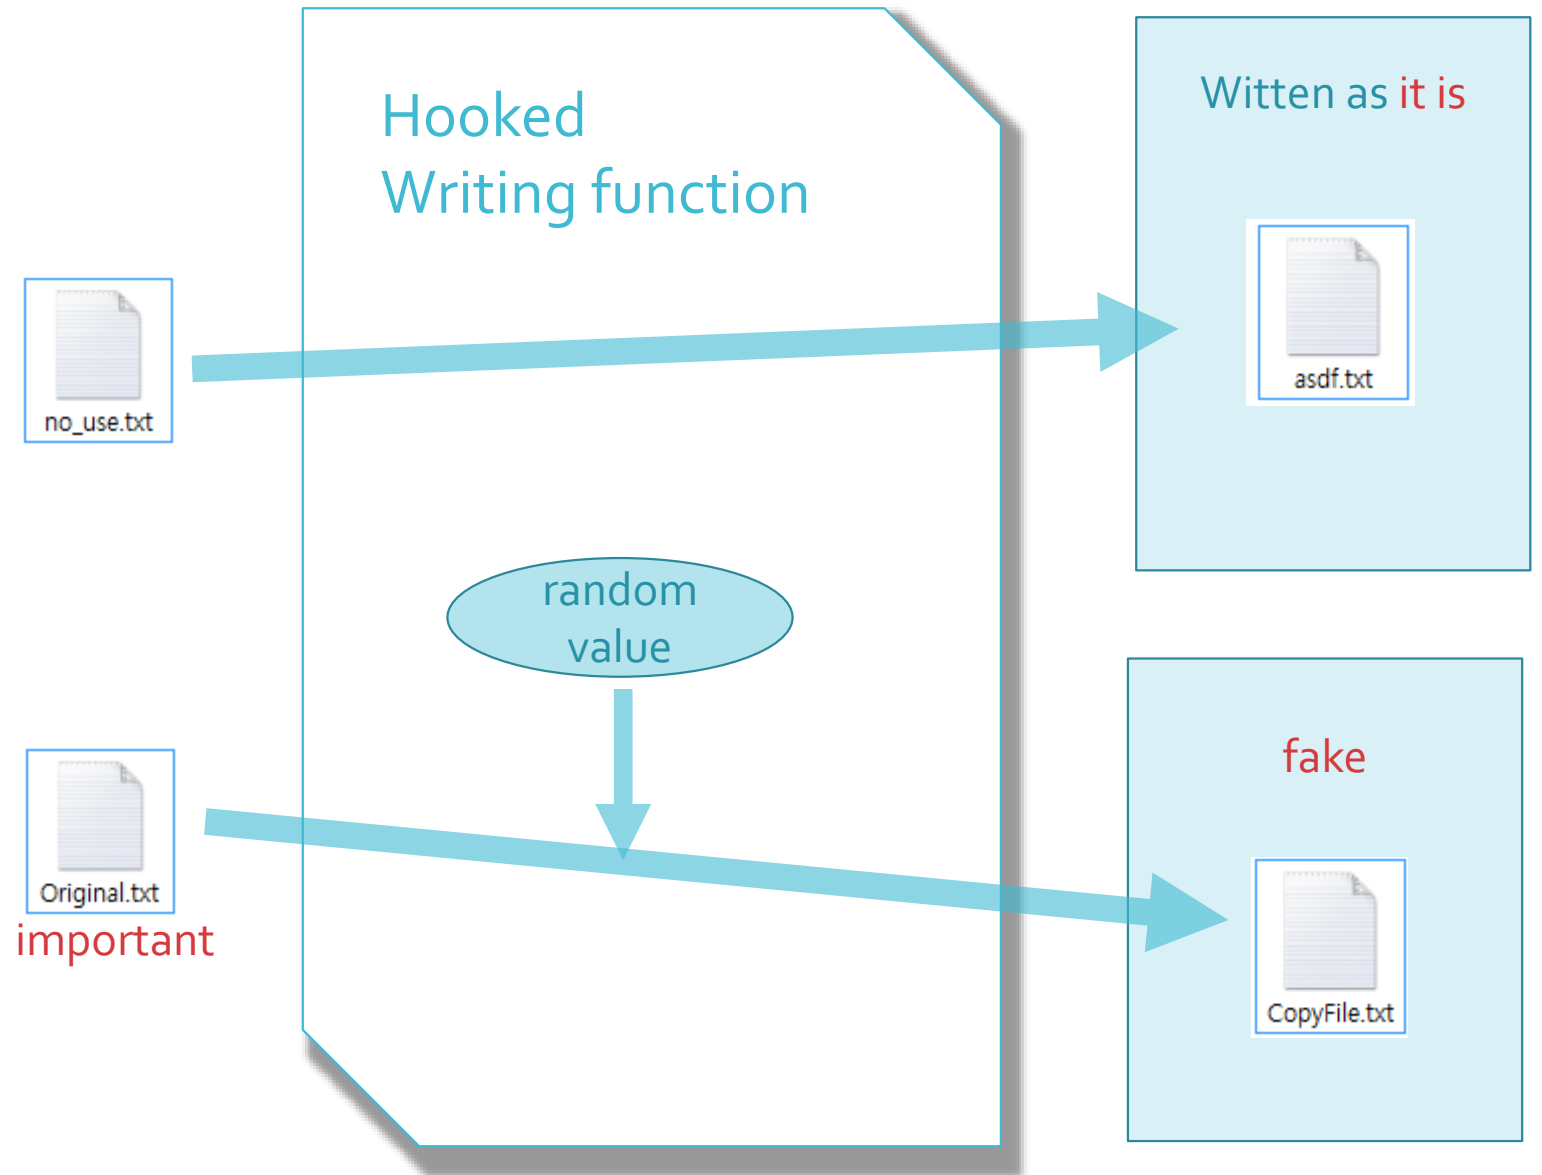 Hooked
Writing function
Witten as it is
no_use.txt
asdf.txt
random
value
Original.txt
important
fake
CopyFile.txt